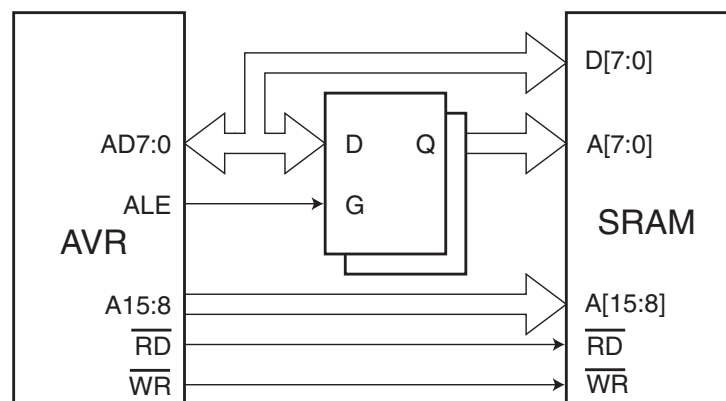 D[7:0]
AD7:0
D
Q
A[7:0]
ALE
G
AVR
SRAM
A15:8
A[15:8]
RD
RD
WR
WR